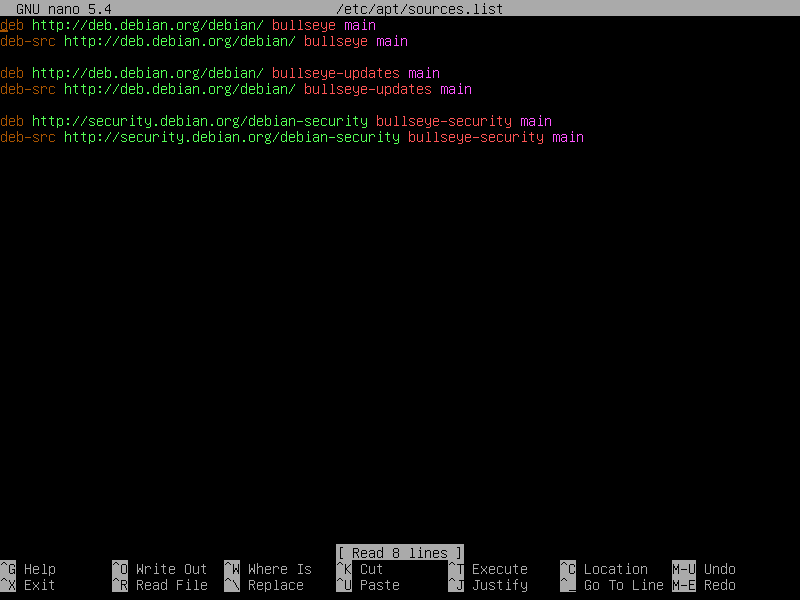 GNU nano 5.4 /etc/apt/sources.list
deb http://deb.debian.org/debian/ bullseye main
deb-src http://deb.debian.org/debian/ bullseye main
deb http://deb.debian.org/debian/ bullseye-updates main
deb-src http://deb.debian.org/debian/ bullseye-updates main
deb http://security.debian.org/debian-security bullseye-security main
deb-src http://security.debian.org/debian-security bullseye-security main
[ Read 8 lines ]
^G Help ^O Write Out ^W Where Is ^K Cut ^T Execute ^C Location M-U Undo
^X Exit ^R Read File ^\ Replace ^U Paste ^J Justify ^_ Go To Line M-E Redo